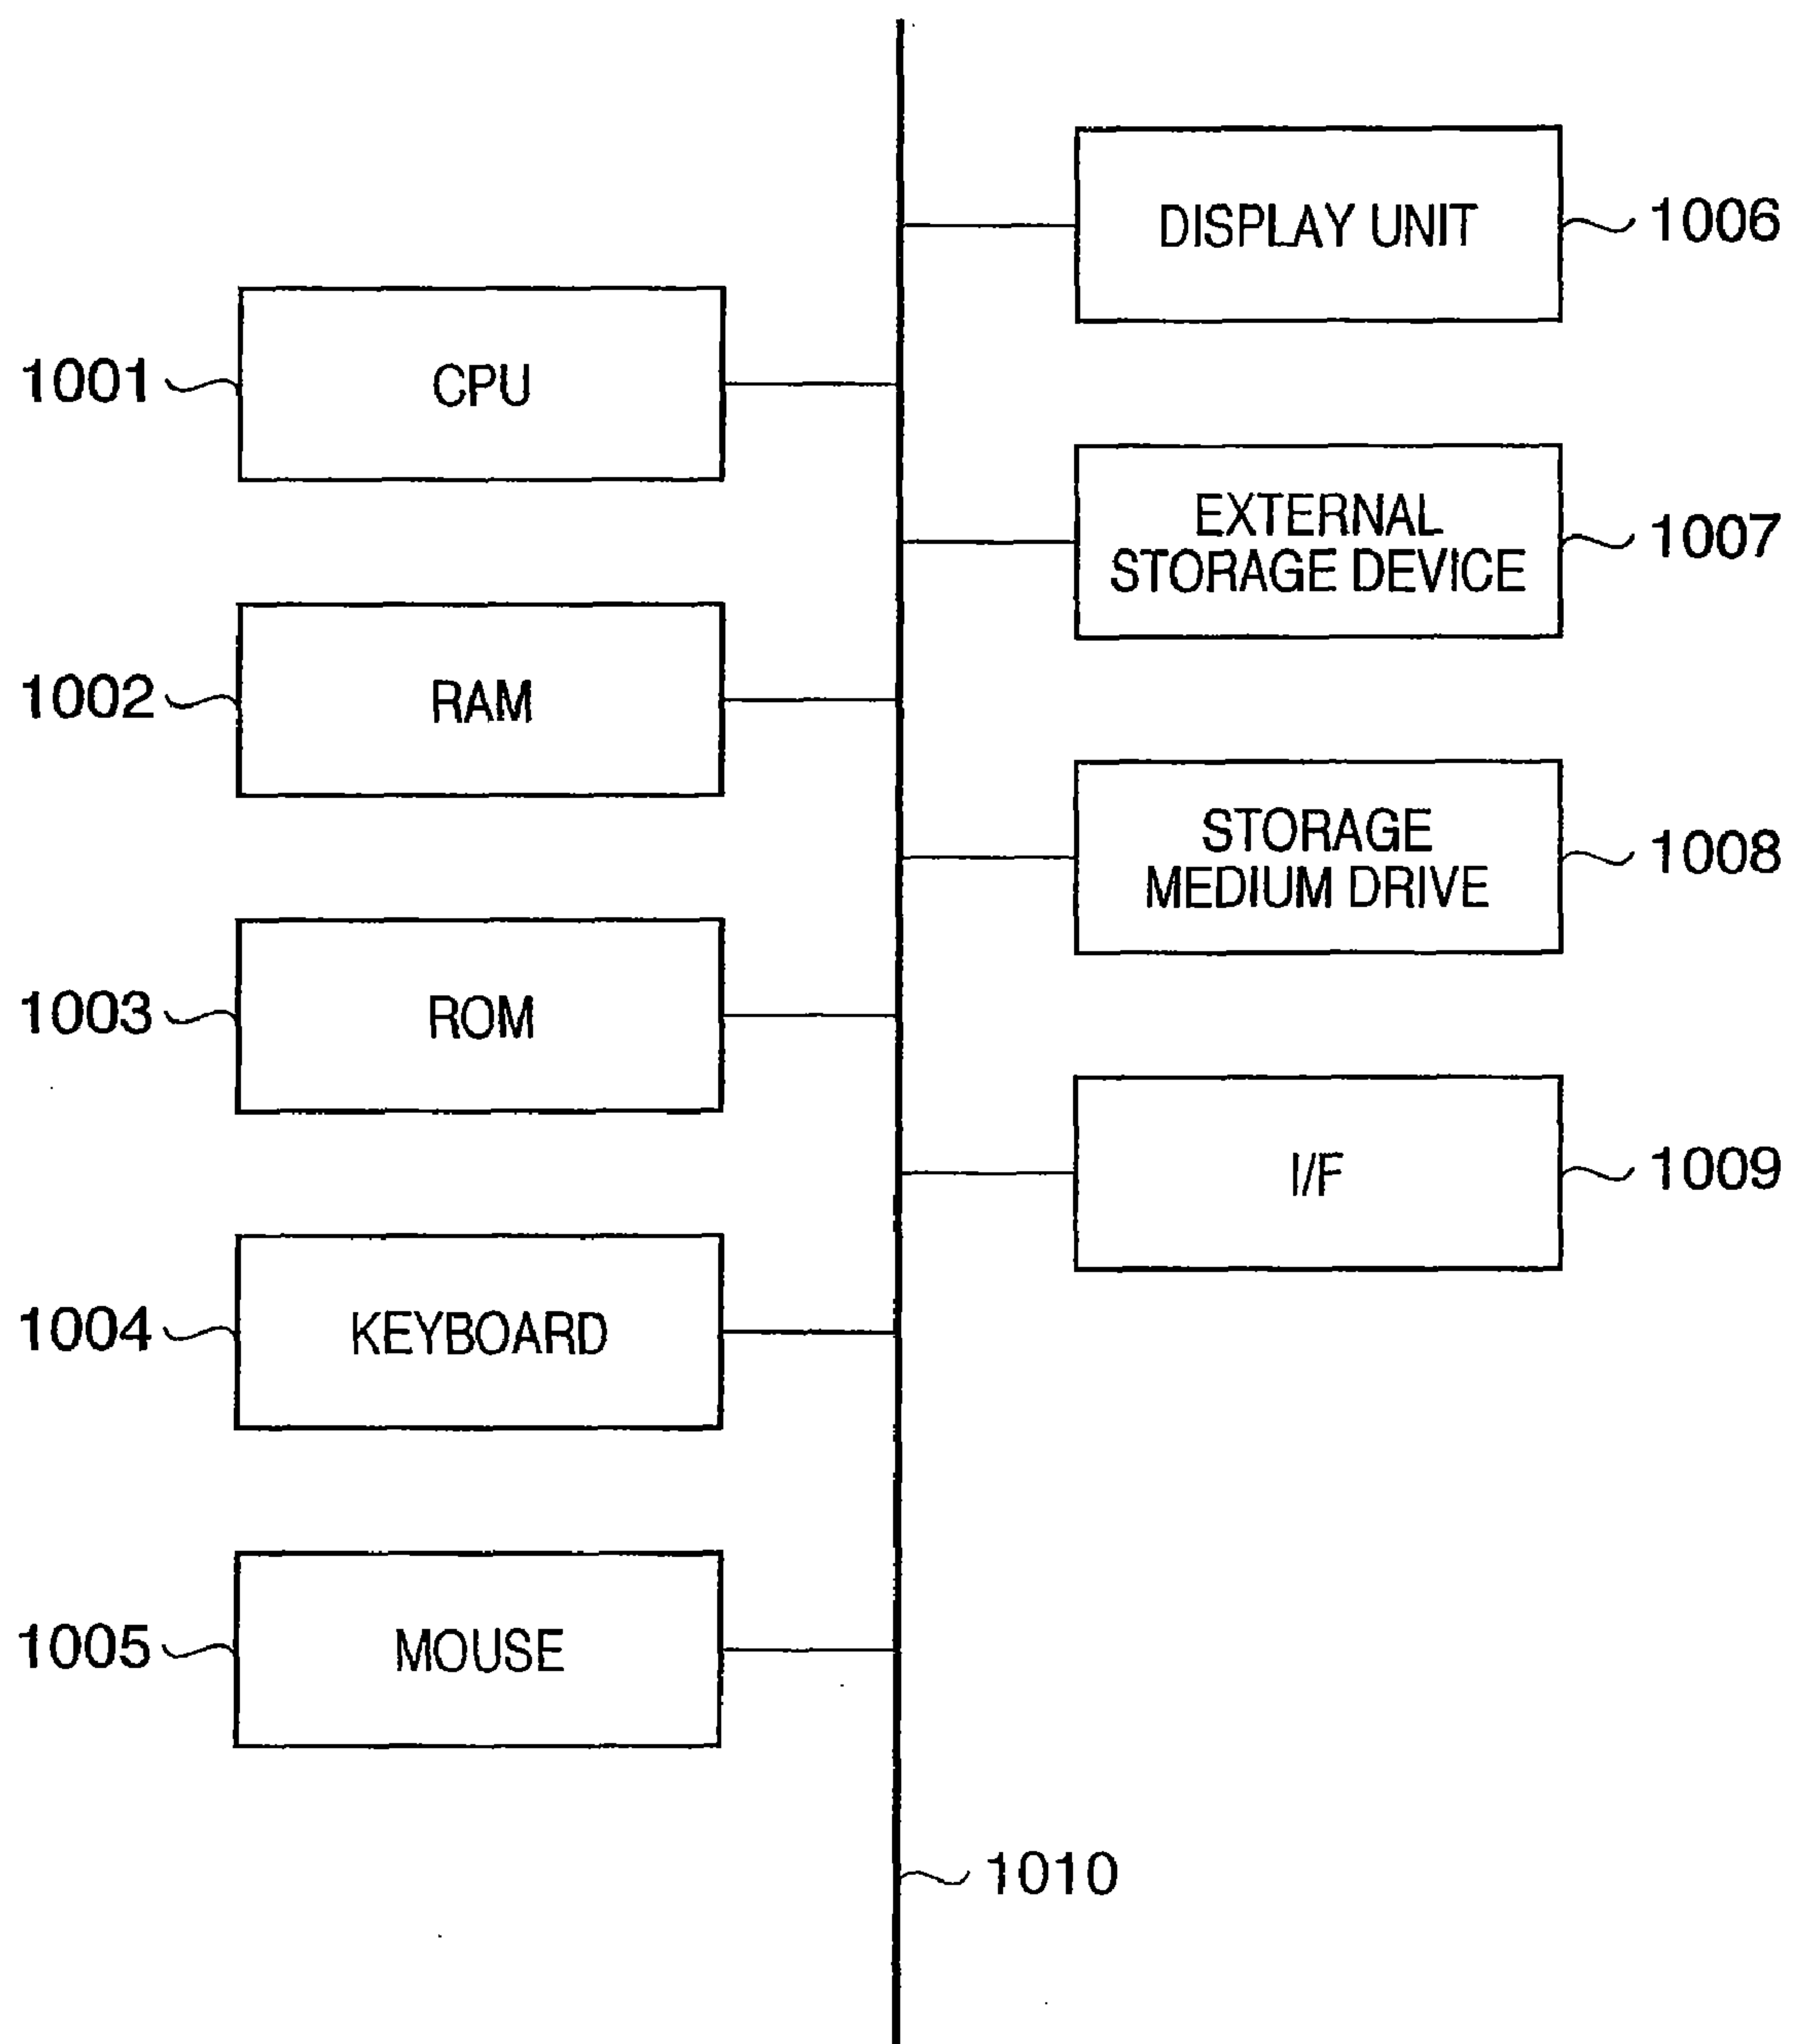 1001
CPU
1002
RAM
1003
ROM
1004
KEYBOARD
1005
MOUSE
DISPLAY UNIT
1006
EXTERNAL
STORAGE DEVICE
1007
STORAGE
MEDIUM DRIVE
1008
I/F
1009
1010